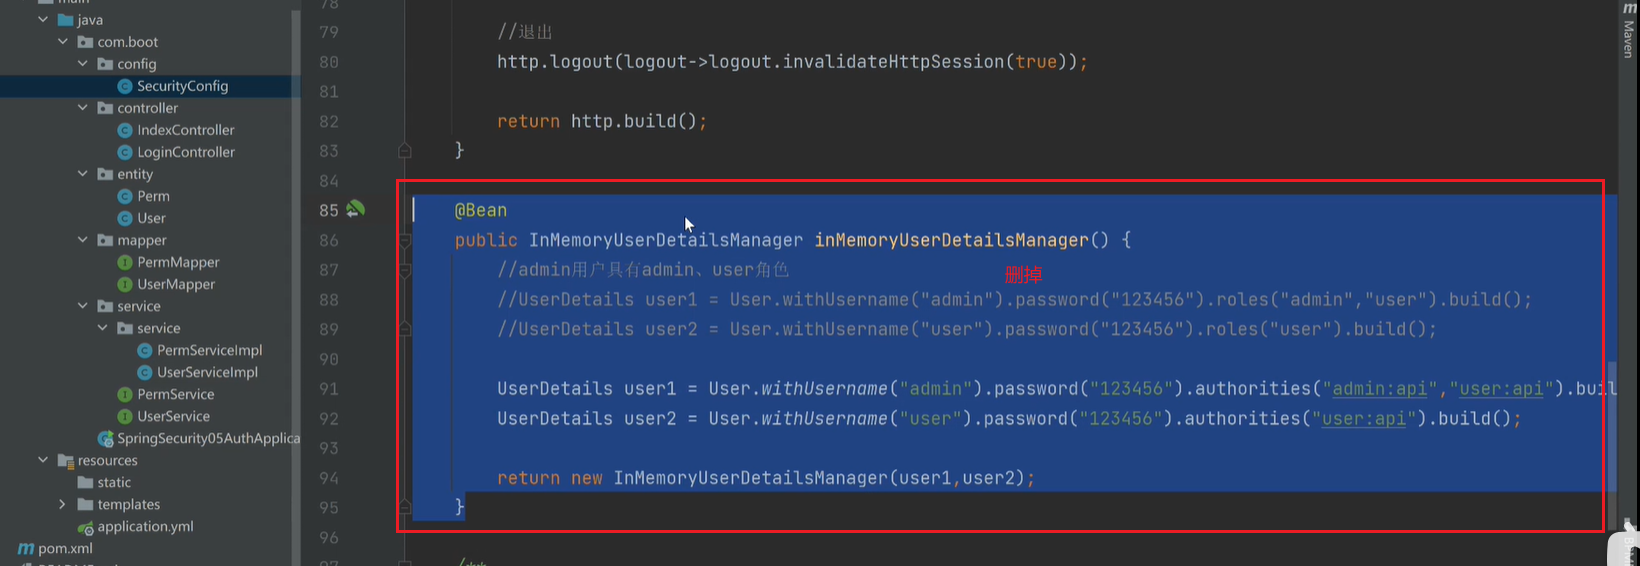 main
java
com.boot
config
SecurityConfig
controller
IndexController
LoginController
entity
Perm
User
mapper
PermMapper
UserMapper
service
service
PermServiceImpl
UserServiceImpl
PermService
UserService
SpringSecurity05AuthApplica
resources
static
templates
application.yml
pom.xml
78
79 //退出
80 http.logout(logout->logout.invalidateHttpSession(true));
81
82 return http.build();
83 }
84
85 @Bean
86 public InMemoryUserDetailsManager inMemoryUserDetailsManager() {
87 //admin用户具有admin、user角色
删掉
88 //UserDetails user1 = User.withUsername("admin").password("123456").roles("admin","user").build();
89 //UserDetails user2 = User.withUsername("user").password("123456").roles("user").build();
90
91 UserDetails user1 = User.withUsername("admin").password("123456").authorities("admin:api","user:api").buil
92 UserDetails user2 = User.withUsername("user").password("123456").authorities("user:api").build();
93
94 return new InMemoryUserDetailsManager(user1,user2);
95 }
96
97 /**
Maven